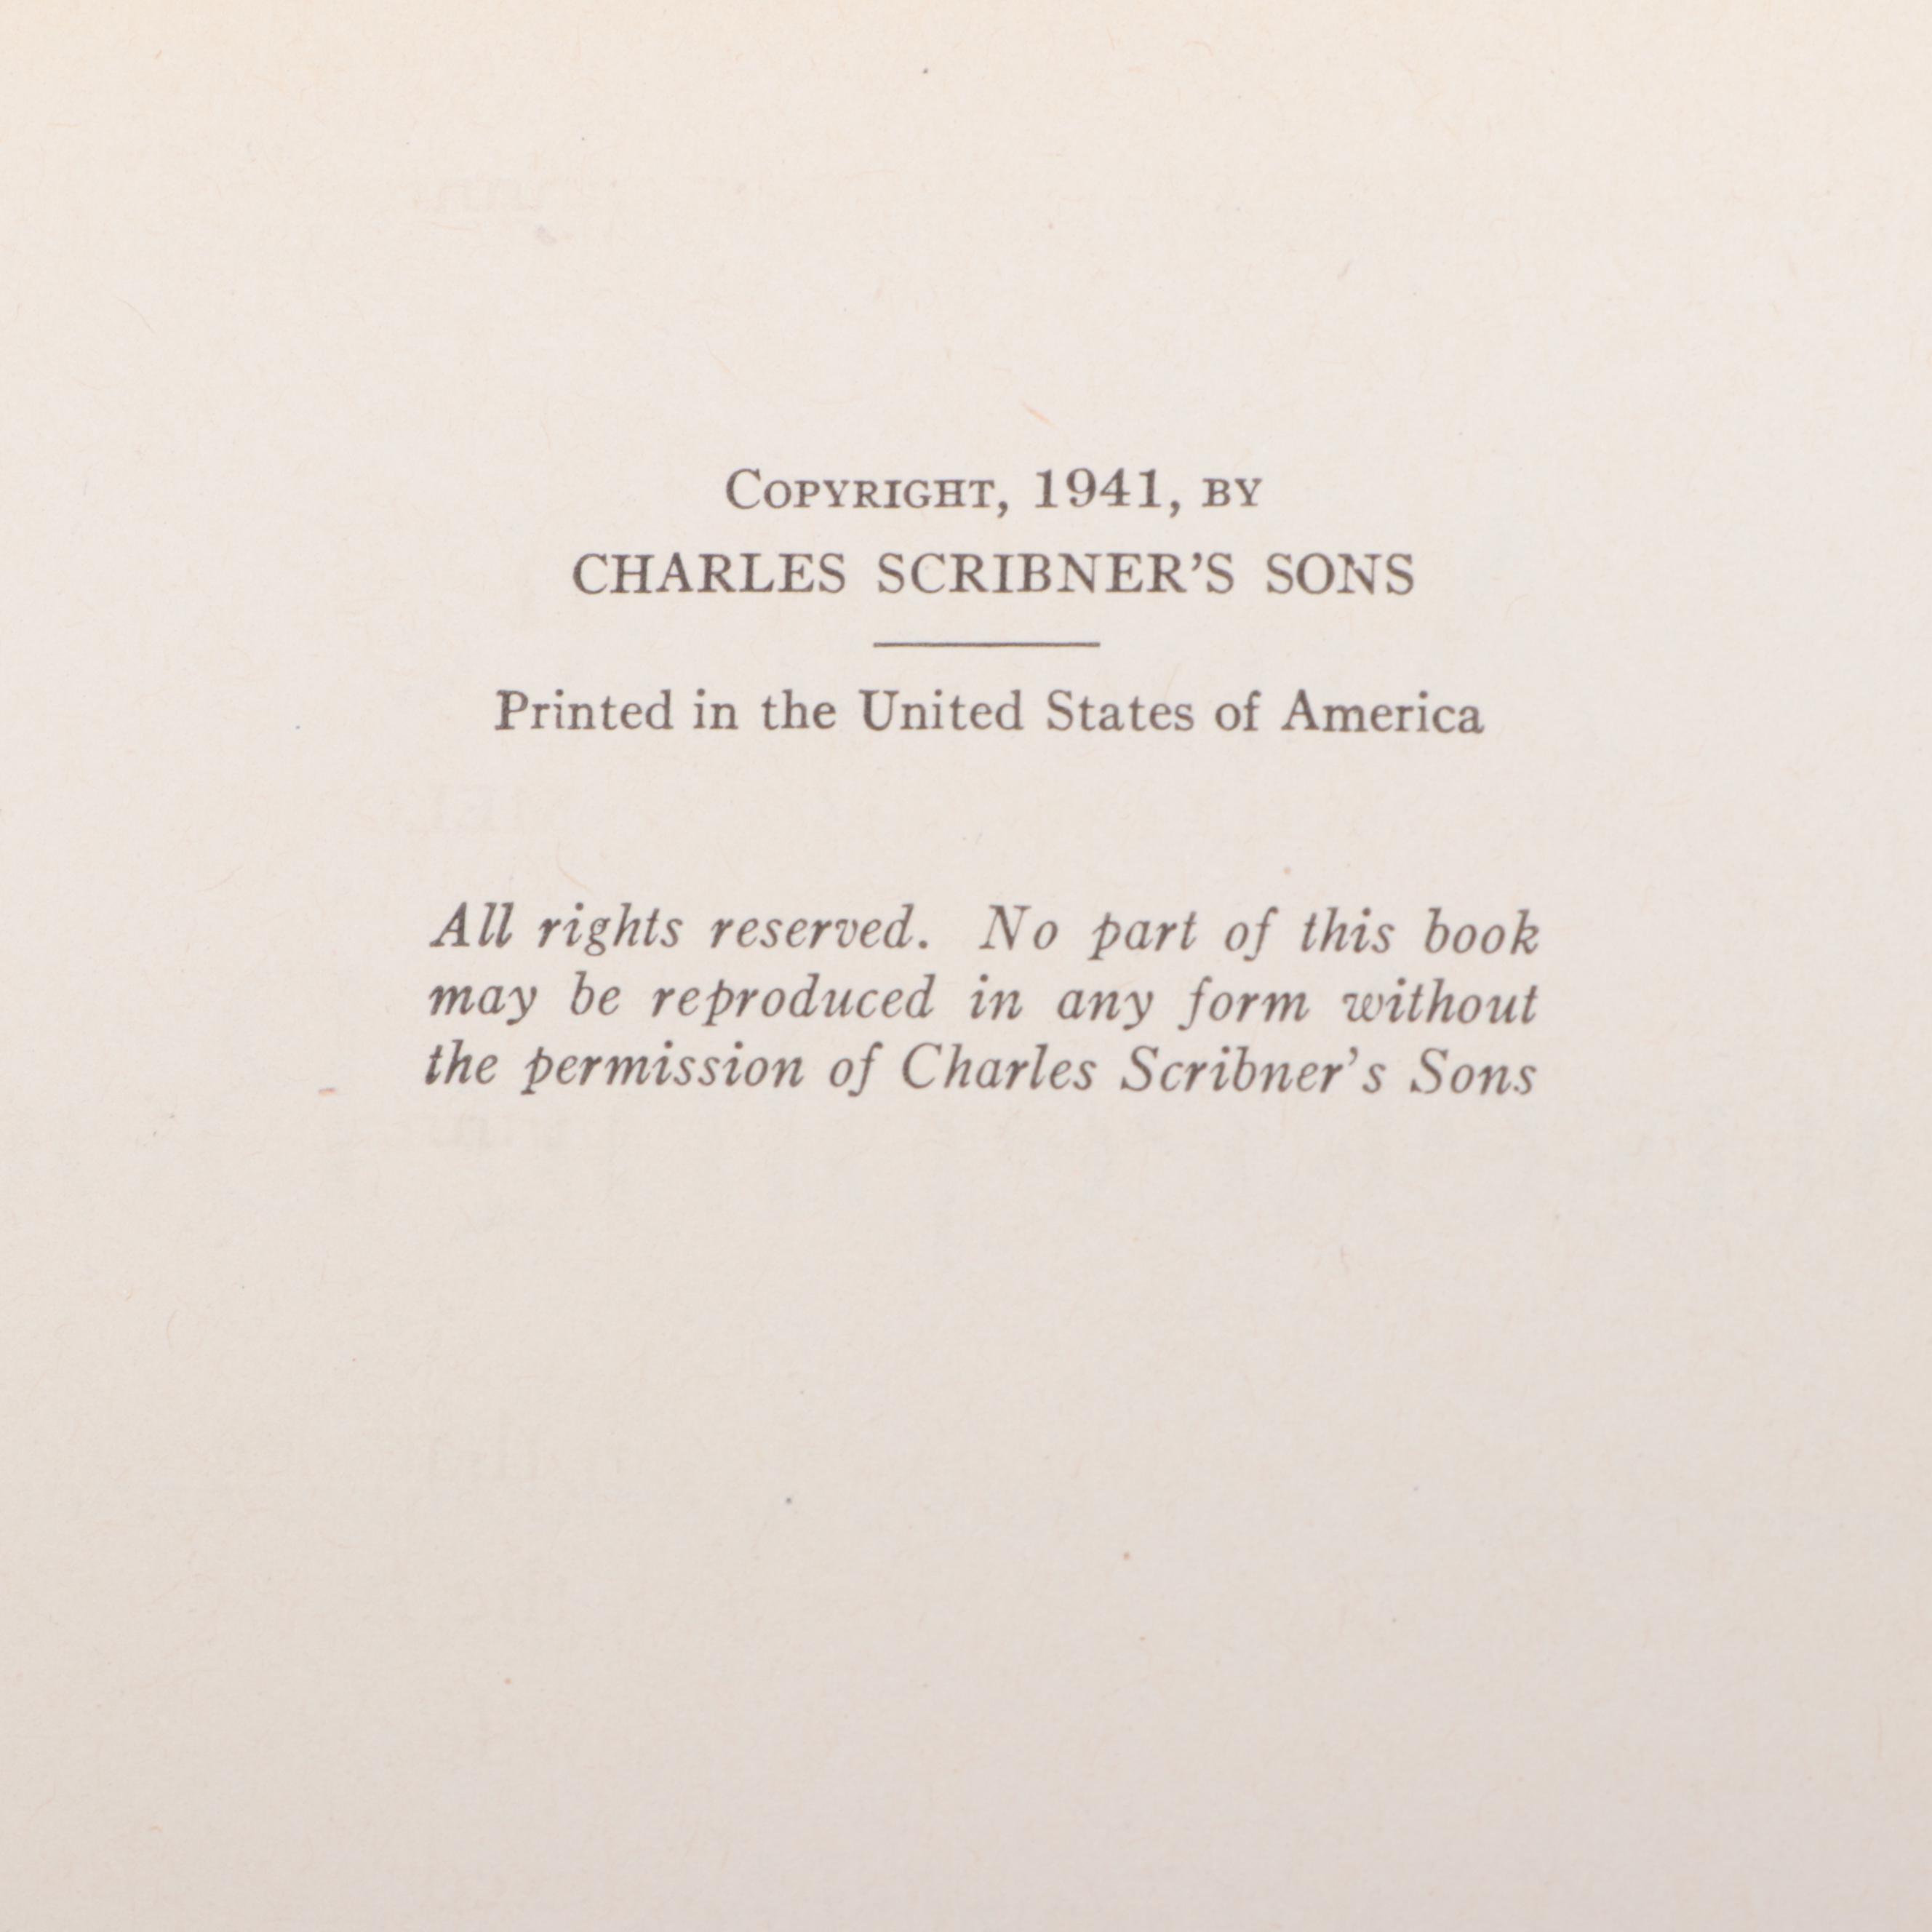 Copyright, 1941, by
CHARLES SCRIBNER'S SONS
Printed in the United States of America
All rights reserved. No part of this book
may be reproduced in any form without
the permission of Charles Scribner's Sons